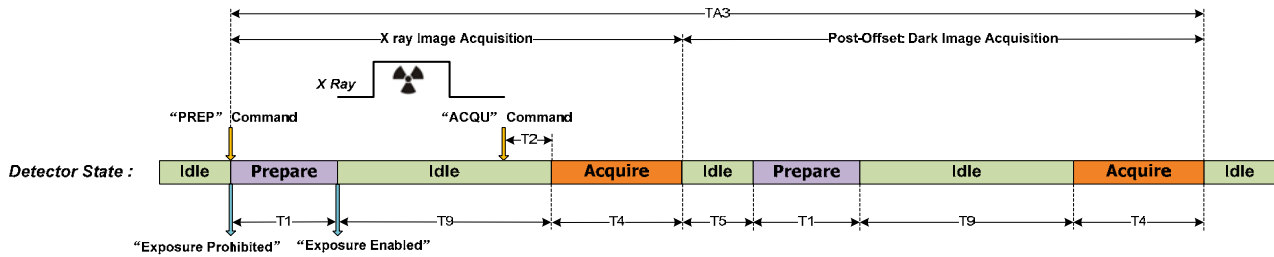 TA3
X ray Image Acquisition
Post-Offset: Dark Image Acquisition
X Ray
“PREP” Command
“ACQU” Command
T2
Detector State :
Idle
Prepare
Idle
Acquire
Idle
Prepare
Idle
Acquire
Idle
T1
T9
T4
T5
T1
T9
T4
“Exposure Prohibited”
“Exposure Enabled”